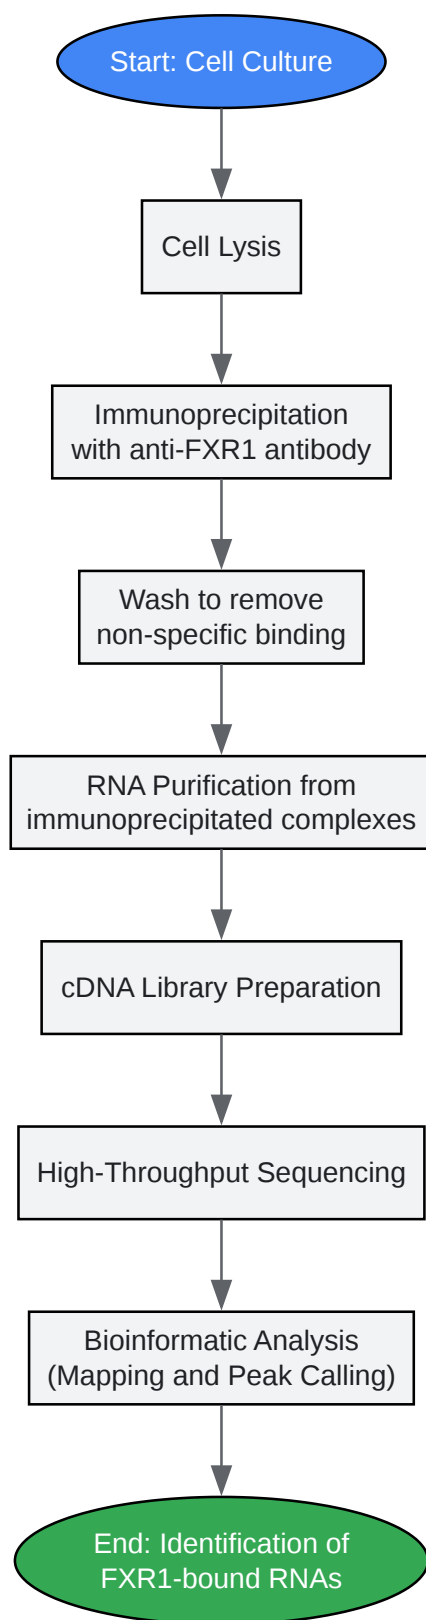 Start: Cell Culture
Cell Lysis
Immunoprecipitation
with anti-FXR1 antibody
Wash to remove
non-specific binding
RNA Purification from
immunoprecipitated complexes
cDNA Library Preparation
High-Throughput Sequencing
Bioinformatic Analysis
(Mapping and Peak Calling)
End: Identification of
FXR1-bound RNAs